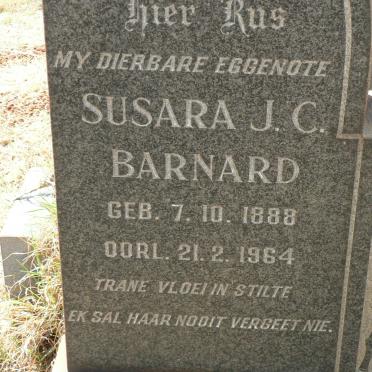 Hier Rus
MY DIERBARE EGGENOTE
SUSARA J. C.
BARNARD
GEB. 7. 10. 1888
OORL. 21. 2. 1964
TRANE VLOEI IN STILTE
EK SAL HAAR NOOIT VERGEET NIE.